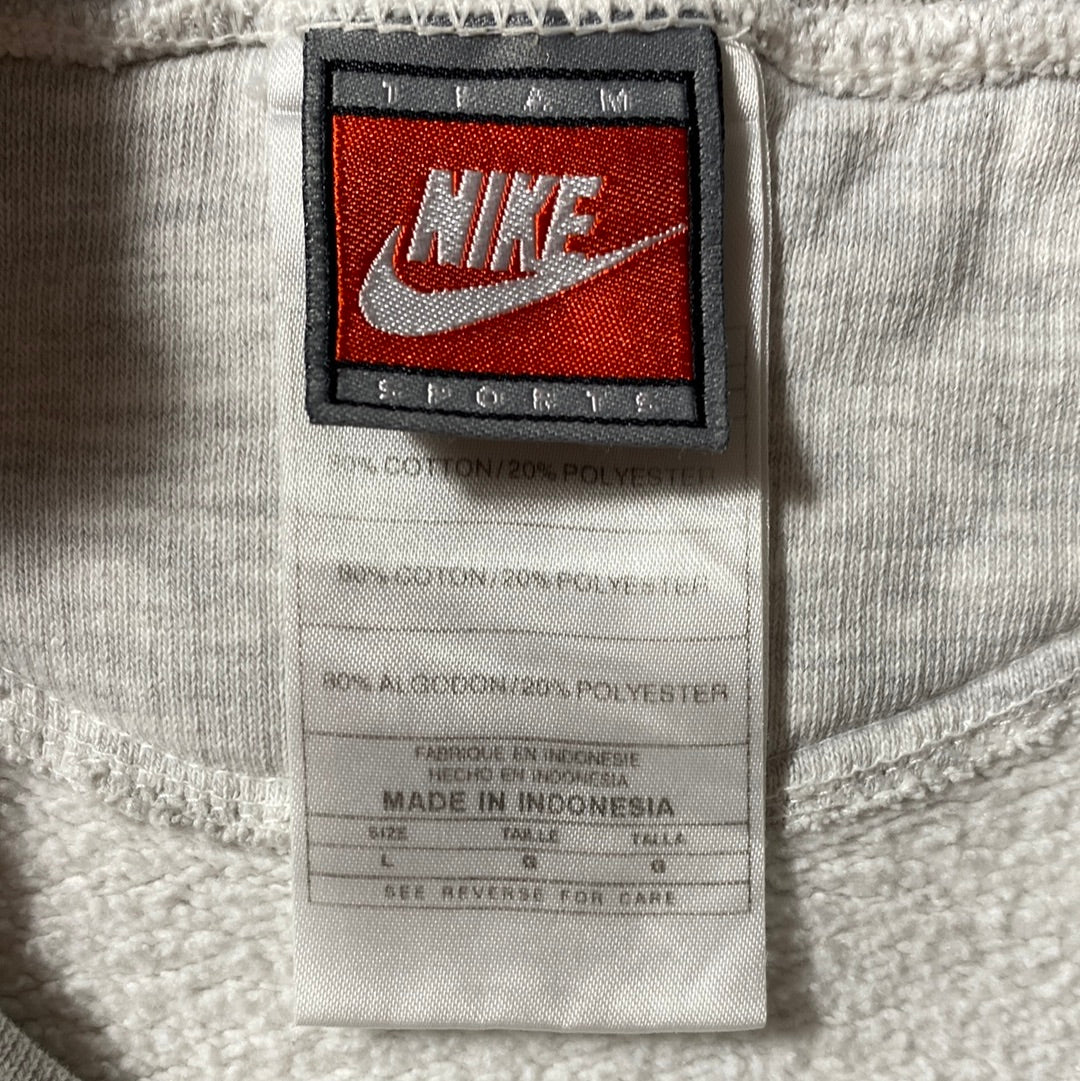 TEAM
NIKE
SPORTS
80% COTTON/20% POLYESTER
80% COTON/20% POLYESTER
80% ALGODON/20% POLYESTER
FABRIQUE EN INDONESIE
HECHO EN INDONESIA
MADE IN INDONESIA
SIZE TAILLE TALLA
L G G
SEE REVERSE FOR CARE